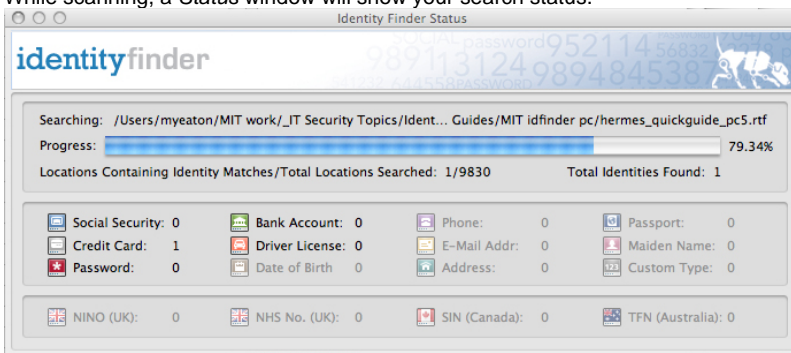 While scanning, a Status window will show your search status.
Identity Finder Status
identityfinder
Searching: /Users/myeaton/MIT work/_IT Security Topics/Ident... Guides/MIT idfinder pc/hermes_quickguide_pc5.rtf
Progress: 79.34%
Locations Containing Identity Matches/Total Locations Searched: 1/9830 Total Identities Found: 1
Social Security: 0 Bank Account: 0 Phone: 0 Passport: 0
Credit Card: 1 Driver License: 0 E-Mail Addr: 0 Maiden Name: 0
Password: 0 Date of Birth 0 Address: 0 Custom Type: 0
NINO (UK): 0 NHS No. (UK): 0 SIN (Canada): 0 TFN (Australia): 0